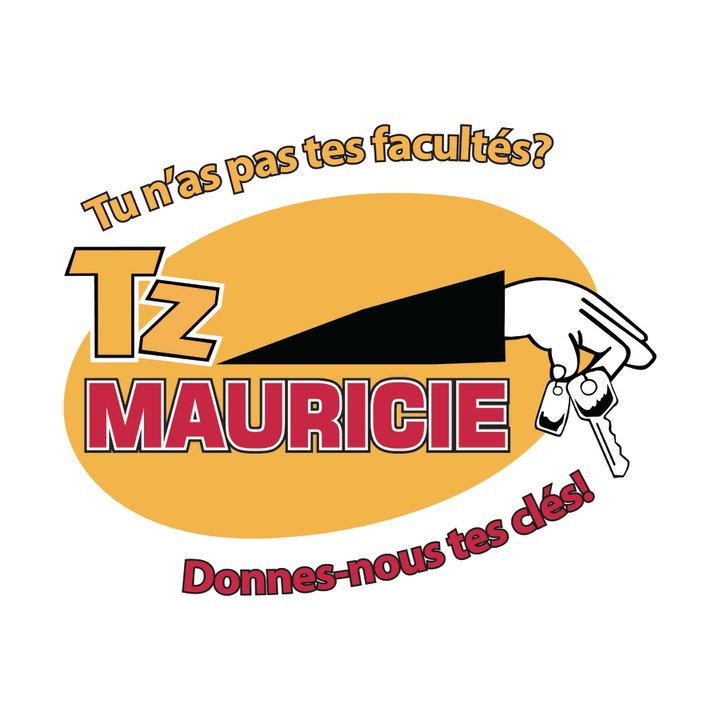 Tu n'as pas tes facultés?
Tz
MAURICIE
Donnes-nous tes clés!